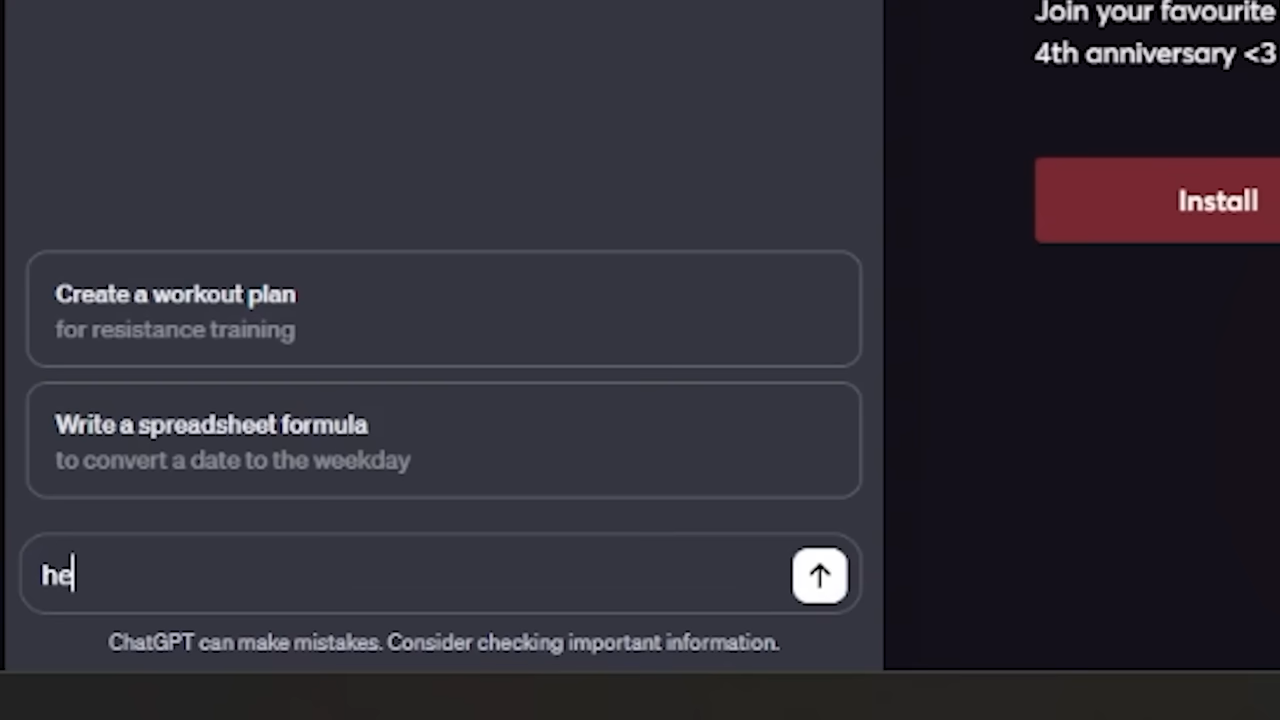 Join your favourite
4th anniversary <3
Install
Create a workout plan
for resistance training
Write a spreadsheet formula
to convert a date to the weekday
he
ChatGPT can make mistakes. Consider checking important information.